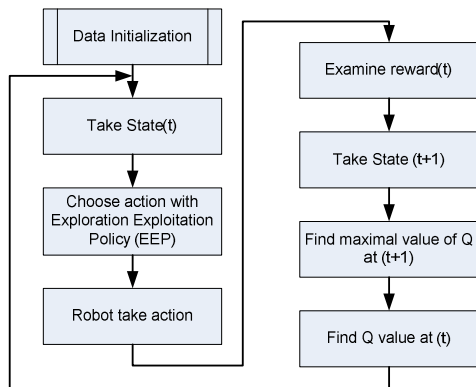 Data Initialization
Take State(t)
Choose action with
Exploration Exploitation
Policy (EEP)
Robot take action
Examine reward(t)
Take State (t+1)
Find maximal value of Q
at (t+1)
Find Q value at (t)